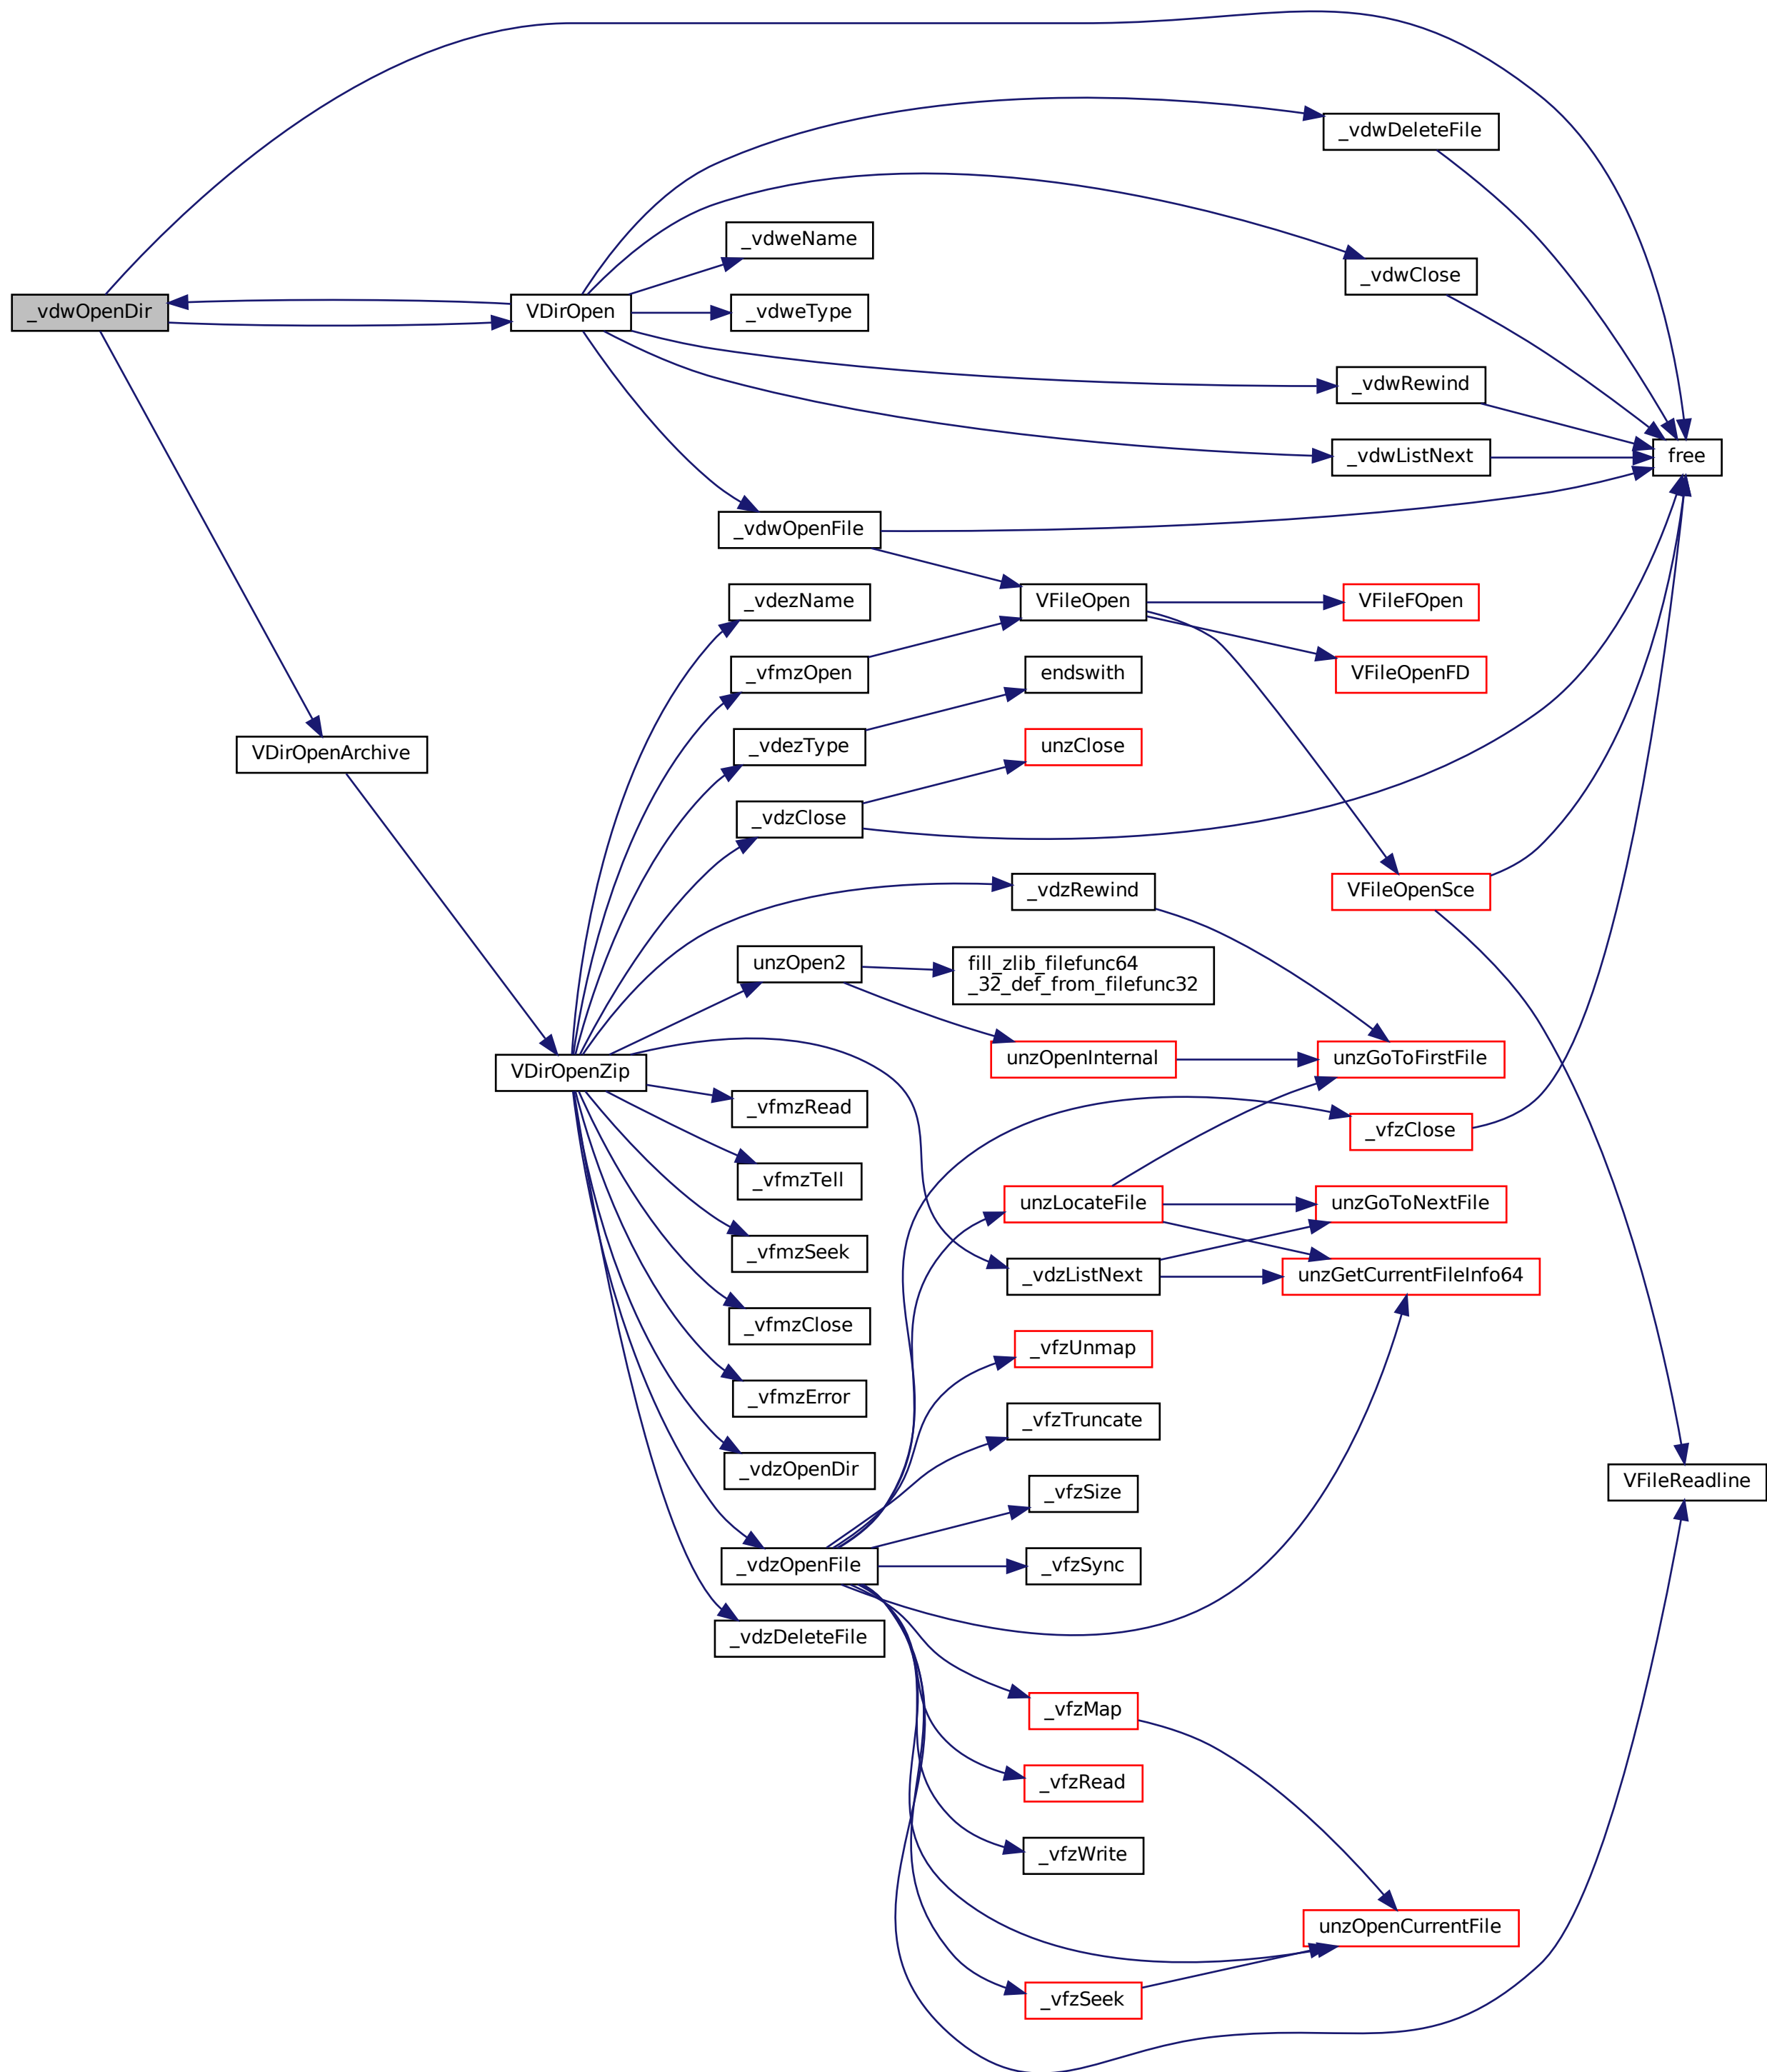 _vdwDeleteFile
_vdweName
_vdwClose
_vdwOpenDir
VDirOpen
_vdweType
_vdwRewind
_vdwListNext
free
_vdwOpenFile
_vdezName
VFileOpen
VFileFOpen
_vfmzOpen
endswith
VFileOpenFD
_vdezType
unzClose
VDirOpenArchive
_vdzClose
_vdzRewind
VFileOpenSce
unzOpen2
fill_zlib_filefunc64
_32_def_from_filefunc32
unzOpenInternal
unzGoToFirstFile
VDirOpenZip
_vfmzRead
_vfzClose
_vfmzTell
unzLocateFile
unzGoToNextFile
_vfmzSeek
_vdzListNext
unzGetCurrentFileInfo64
_vfmzClose
_vfzUnmap
_vfmzError
_vfzTruncate
_vdzOpenDir
_vfzSize
VFileReadline
_vdzOpenFile
_vfzSync
_vdzDeleteFile
_vfzMap
_vfzRead
_vfzWrite
unzOpenCurrentFile
_vfzSeek